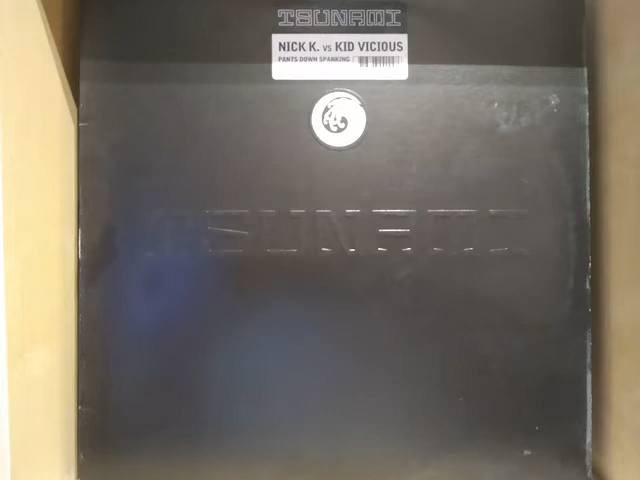 TSUNAMI
NICK K. VS KID VICIOUS
PANTS DOWN SPANKING
TSUNAMI